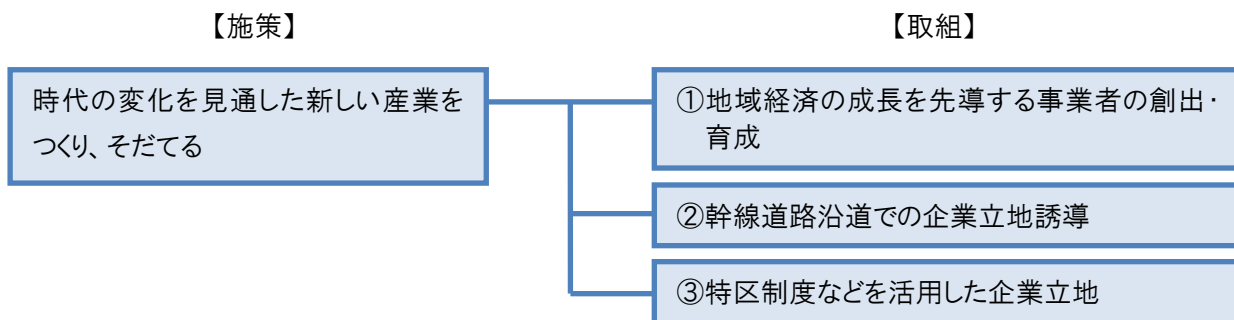 【施策】
【取組】
時代の変化を見通した新しい産業を
つくり、そだてる
①地域経済の成長を先導する事業者の創出・
育成
②幹線道路沿道での企業立地誘導
③特区制度などを活用した企業立地